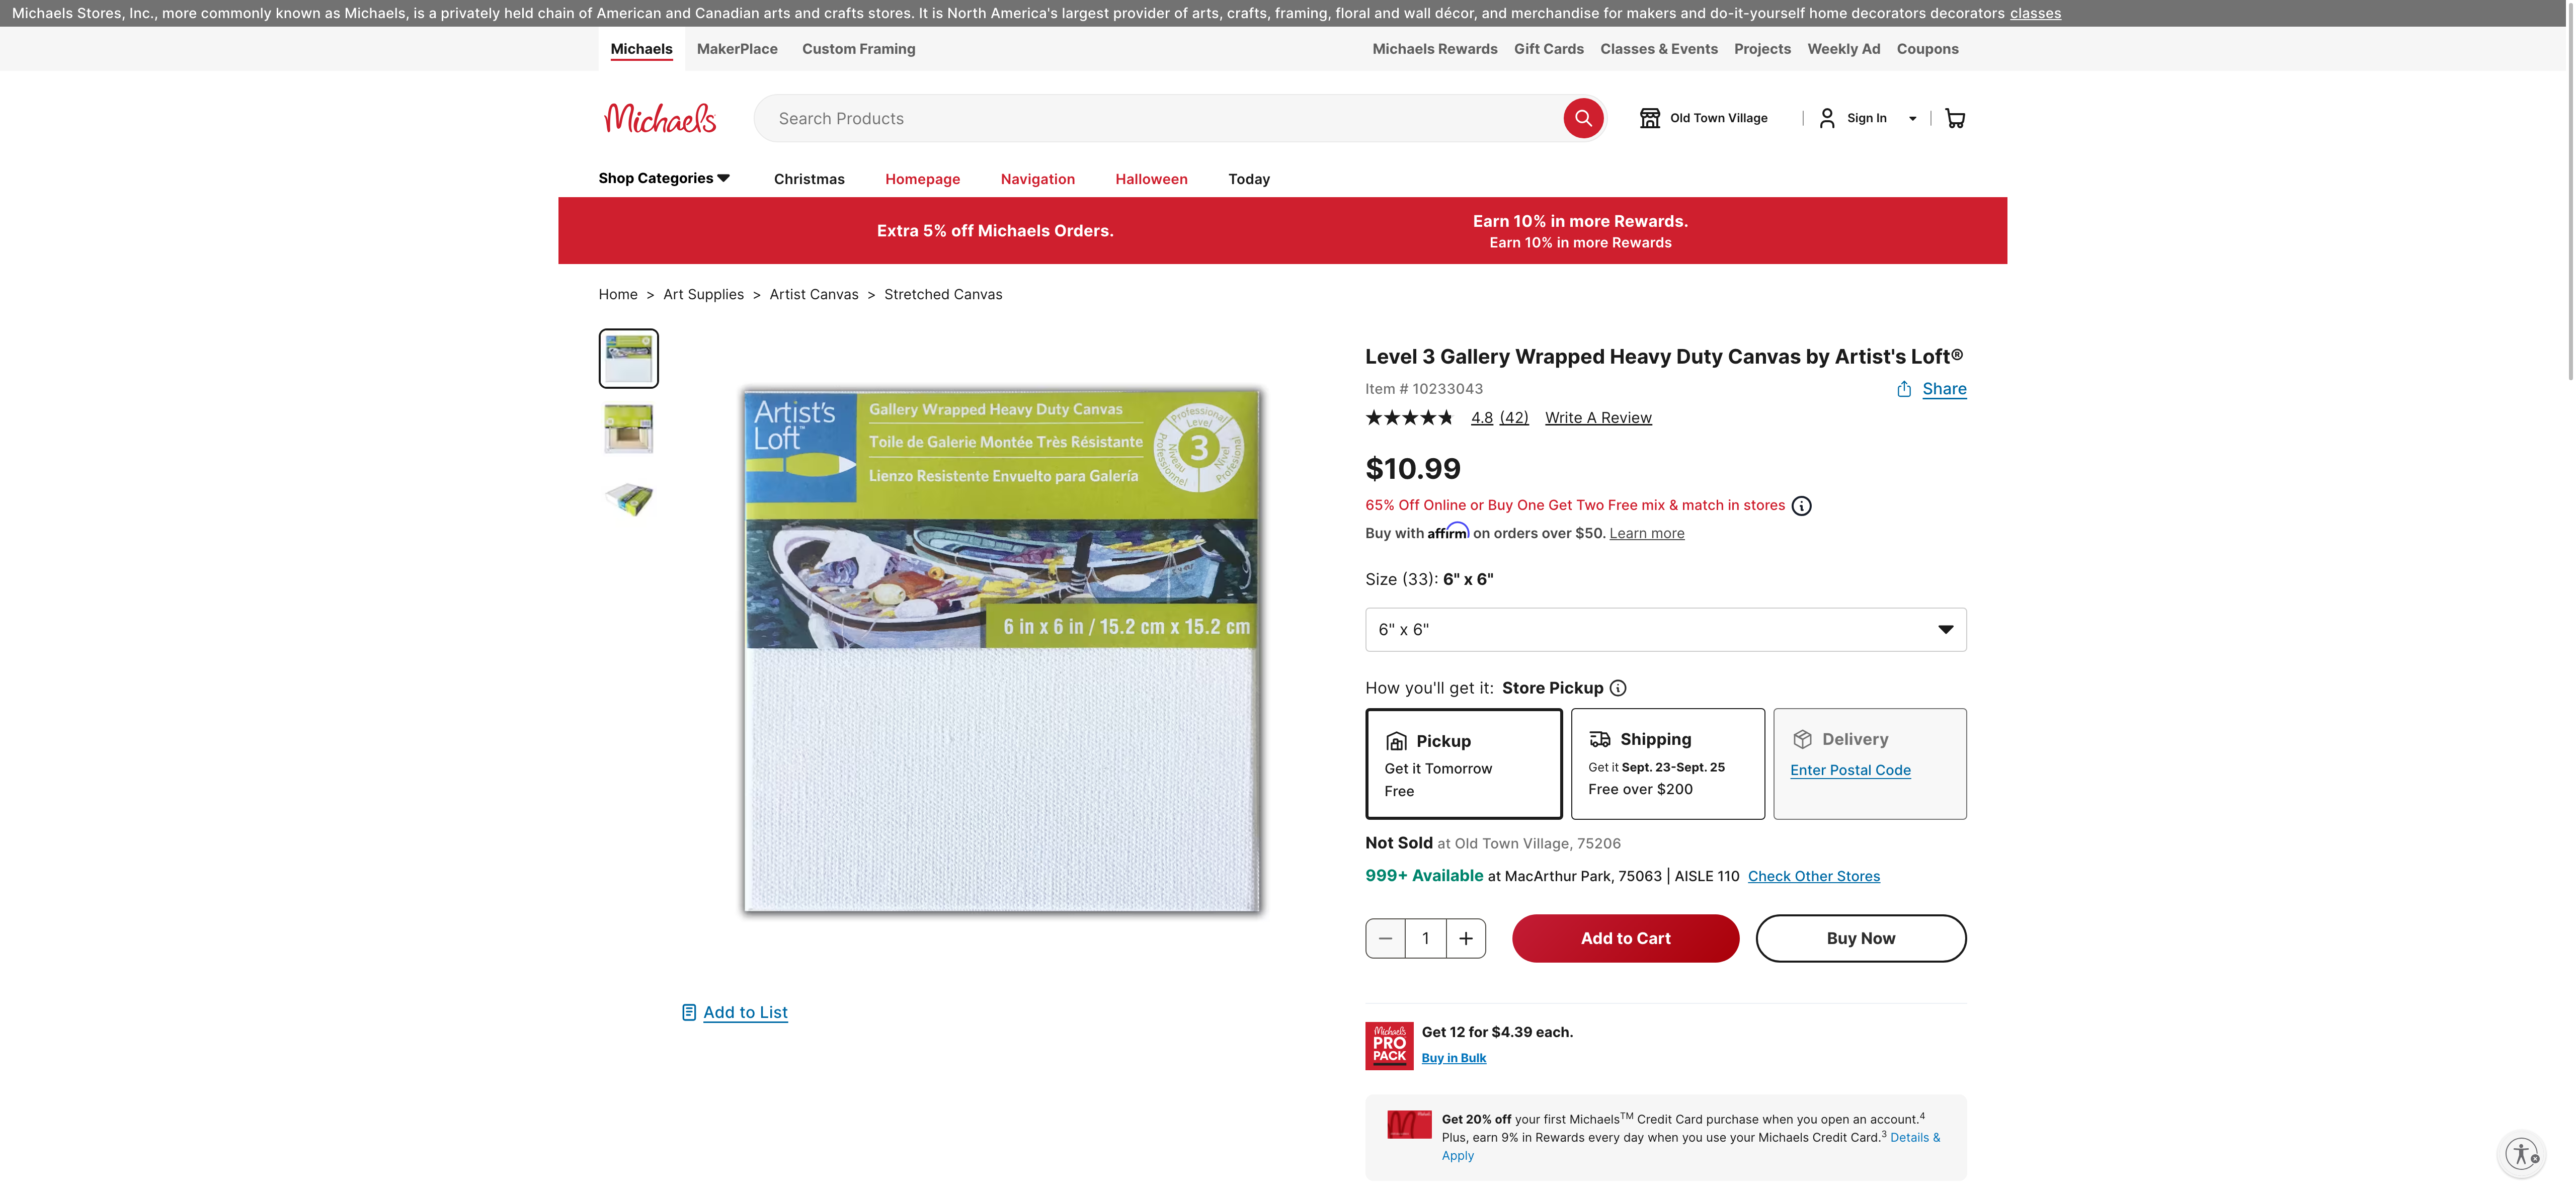 Michaels Stores, Inc., more commonly known as Michaels, is a privately held chain of American and Canadian arts and crafts stores. It is North America's largest provider of arts, crafts, framing, floral and wall décor, and merchandise for makers and do-it-yourself home decorators decorators classes
Michaels MakerPlace Custom Framing Michaels Rewards Gift Cards Classes & Events Projects Weekly Ad Coupons
Michaels Search Products Old Town Village | Sign In |
Shop Categories Christmas Homepage Navigation Halloween Today
Extra 5% off Michaels Orders.
Earn 10% in more Rewards.
Earn 10% in more Rewards
Home > Art Supplies > Artist Canvas > Stretched Canvas
Artist's
Loft™
Gallery Wrapped Heavy Duty Canvas
Toile de Galerie Montée Très Résistante
Lienzo Resistente Envuelto para Galería
Professional Level
3
Niveau Professionnel
Nivel Profesional
6 in x 6 in / 15.2 cm x 15.2 cm
Add to List
Level 3 Gallery Wrapped Heavy Duty Canvas by Artist's Loft®
Item # 10233043 Share
4.8 (42) Write A Review
$10.99
65% Off Online or Buy One Get Two Free mix & match in stores
Buy with affirm on orders over $50. Learn more
Size (33): 6" x 6"
6" x 6"
How you'll get it: Store Pickup
Pickup
Get it Tomorrow
Free
Shipping
Get it Sept. 23-Sept. 25
Free over $200
Delivery
Enter Postal Code
Not Sold at Old Town Village, 75206
999+ Available at MacArthur Park, 75063 | AISLE 110 Check Other Stores
− 1 + Add to Cart Buy Now
Michaels
PRO
PACK
Get 12 for $4.39 each.
Buy in Bulk
Get 20% off your first Michaels™ Credit Card purchase when you open an account.⁴
Plus, earn 9% in Rewards every day when you use your Michaels Credit Card.³ Details &
Apply